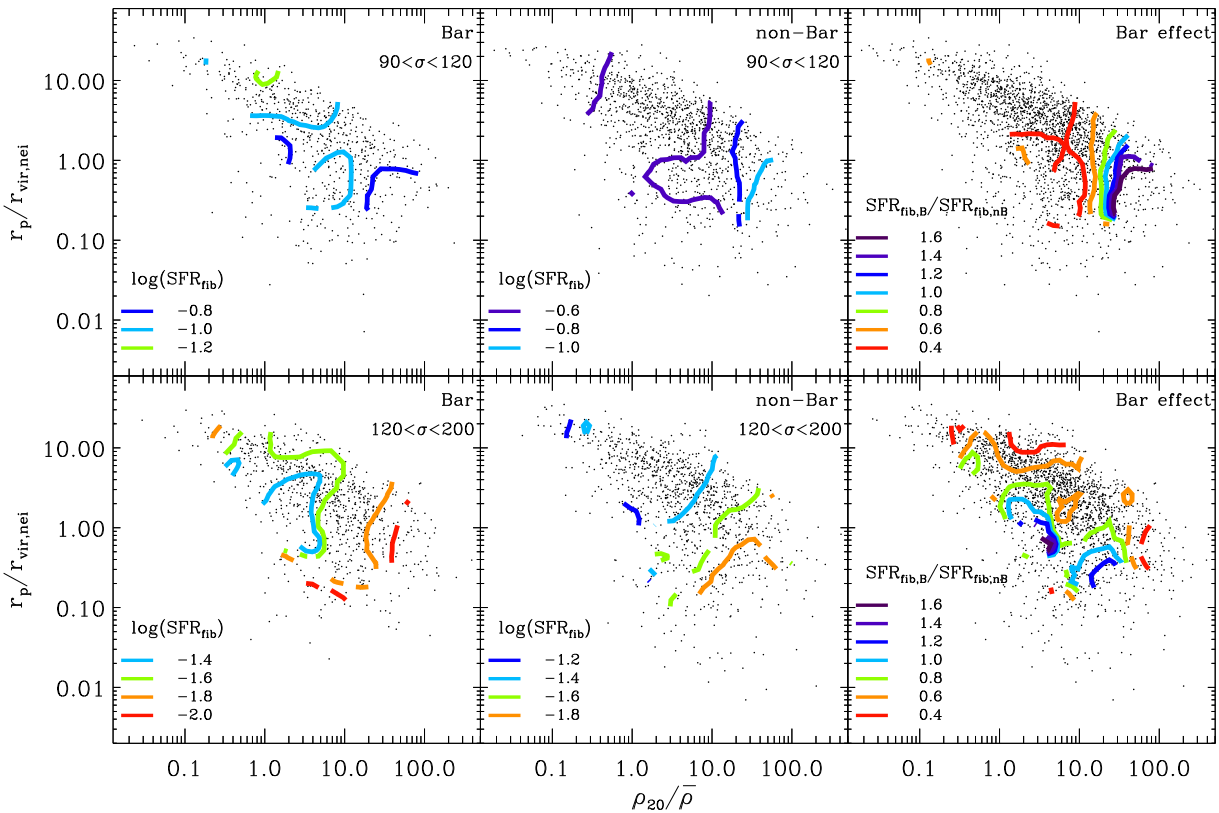 Bar
90<σ<120
non-Bar
90<σ<120
Bar effect
r_p/r_vir,nei
10.00
1.00
0.10
0.01
log(SFR_fib)
−0.8
−1.0
−1.2
log(SFR_fib)
−0.6
−0.8
−1.0
SFR_fib,B/SFR_fib,nB
1.6
1.4
1.2
1.0
0.8
0.6
0.4
Bar
120<σ<200
non-Bar
120<σ<200
Bar effect
r_p/r_vir,nei
10.00
1.00
0.10
0.01
log(SFR_fib)
−1.4
−1.6
−1.8
−2.0
log(SFR_fib)
−1.2
−1.4
−1.6
−1.8
SFR_fib,B/SFR_fib,nB
1.6
1.4
1.2
1.0
0.8
0.6
0.4
0.1 1.0 10.0 100.0 0.1 1.0 10.0 100.0 0.1 1.0 10.0 100.0
ρ_20/ρ̄